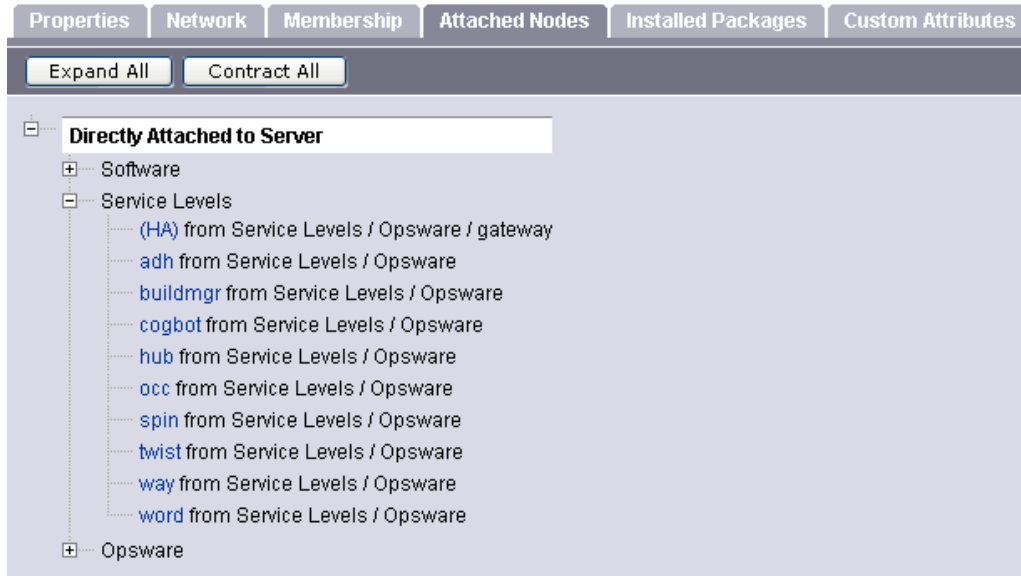 Properties Network Membership Attached Nodes Installed Packages Custom Attributes
Expand All Contract All
Directly Attached to Server
Software
Service Levels
(HA) from Service Levels / Opsware / gateway
adh from Service Levels / Opsware
buildmgr from Service Levels / Opsware
cogbot from Service Levels / Opsware
hub from Service Levels / Opsware
occ from Service Levels / Opsware
spin from Service Levels / Opsware
twist from Service Levels / Opsware
way from Service Levels / Opsware
word from Service Levels / Opsware
Opsware